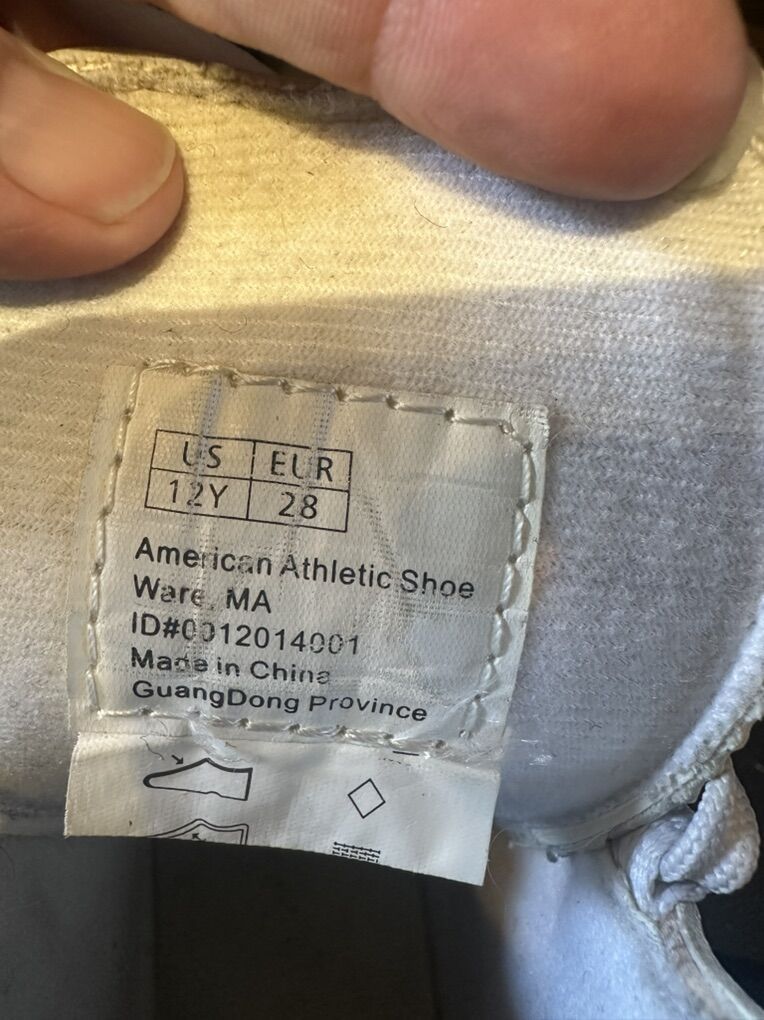 US EUR
12Y 28
American Athletic Shoe
Ware, MA
ID#0012014001
Made in China
GuangDong Province